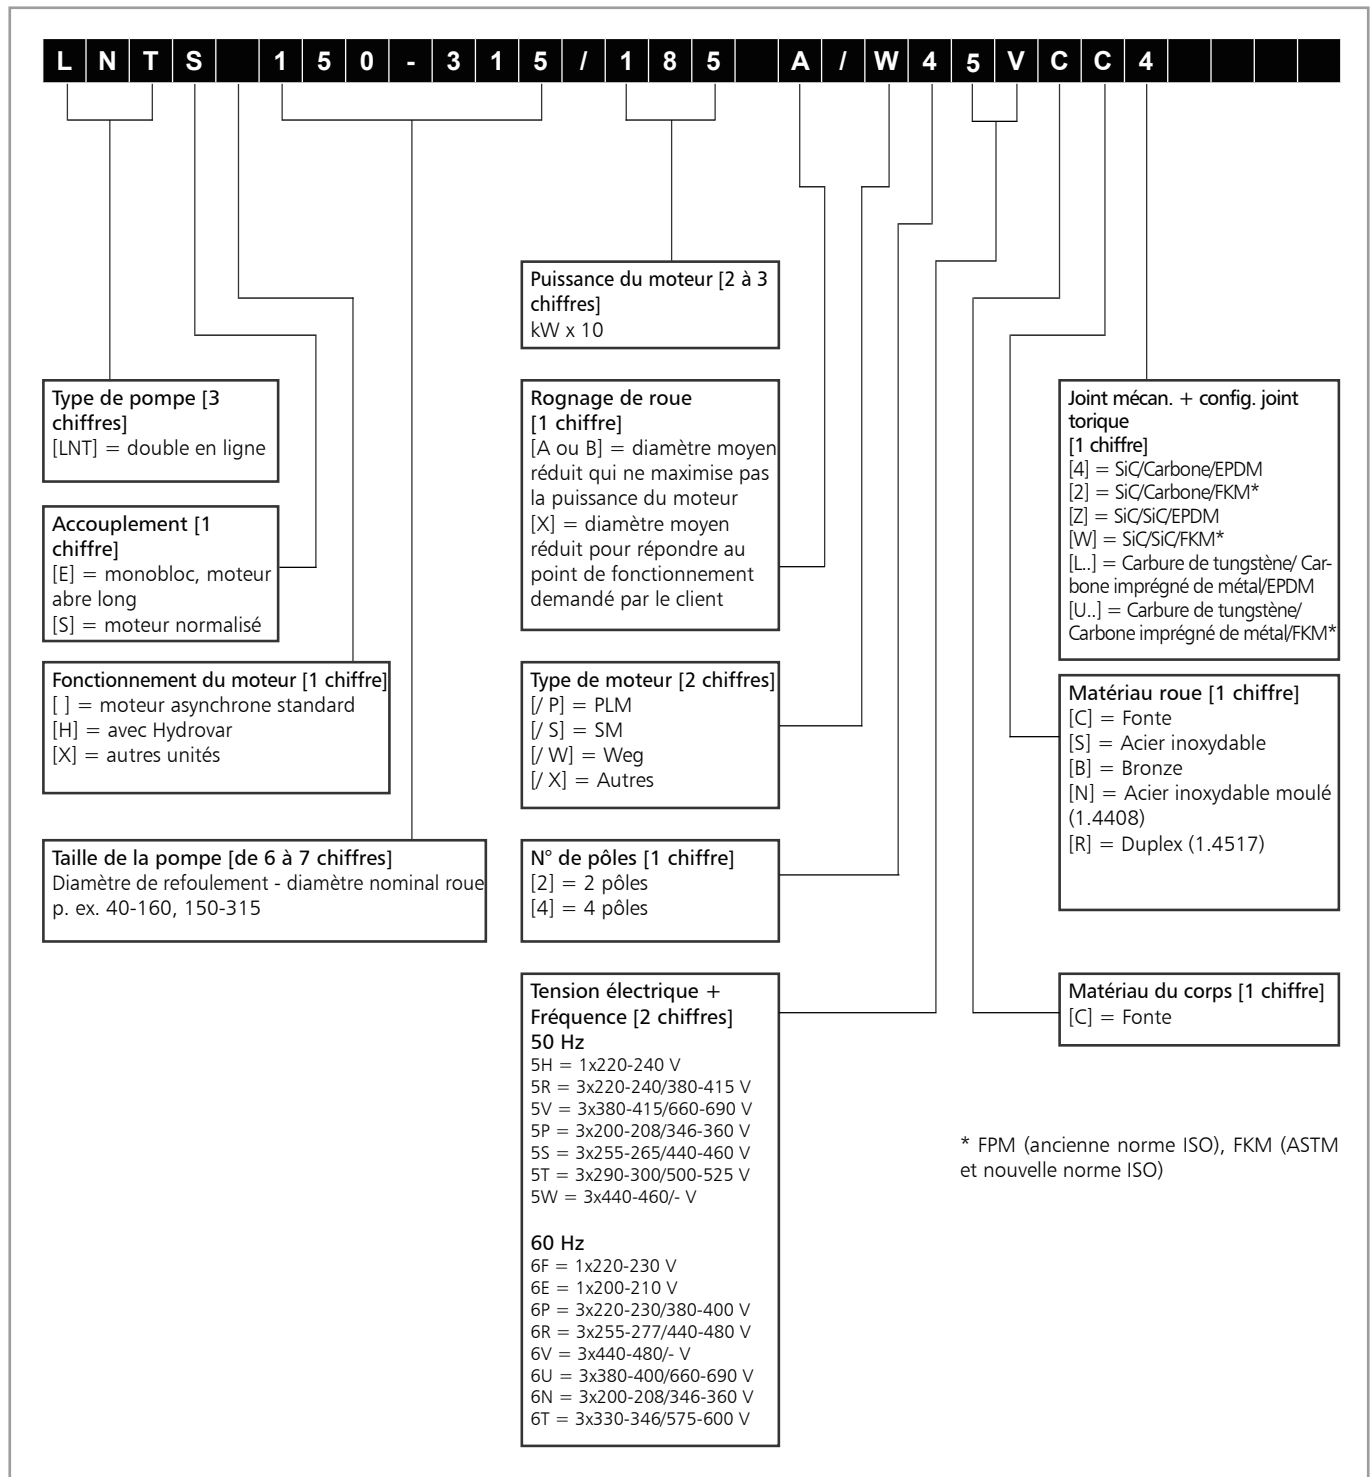 L N T S 1 5 0 - 3 1 5 / 1 8 5 A / W 4 5 V C C 4
Puissance du moteur [2 à 3
chiffres]
kW x 10
Type de pompe [3
chiffres]
[LNT] = double en ligne
Accouplement [1
chiffre]
[E] = monobloc, moteur
abre long
[S] = moteur normalisé
Fonctionnement du moteur [1 chiffre]
[ ] = moteur asynchrone standard
[H] = avec Hydrovar
[X] = autres unités
Taille de la pompe [de 6 à 7 chiffres]
Diamètre de refoulement - diamètre nominal roue
p. ex. 40-160, 150-315
Rognage de roue
[1 chiffre]
[A ou B] = diamètre moyen
réduit qui ne maximise pas
la puissance du moteur
[X] = diamètre moyen
réduit pour répondre au
point de fonctionnement
demandé par le client
Type de moteur [2 chiffres]
[/ P] = PLM
[/ S] = SM
[/ W] = Weg
[/ X] = Autres
N° de pôles [1 chiffre]
[2] = 2 pôles
[4] = 4 pôles
Tension électrique +
Fréquence [2 chiffres]
50 Hz
5H = 1x220-240 V
5R = 3x220-240/380-415 V
5V = 3x380-415/660-690 V
5P = 3x200-208/346-360 V
5S = 3x255-265/440-460 V
5T = 3x290-300/500-525 V
5W = 3x440-460/- V
60 Hz
6F = 1x220-230 V
6E = 1x200-210 V
6P = 3x220-230/380-400 V
6R = 3x255-277/440-480 V
6V = 3x440-480/- V
6U = 3x380-400/660-690 V
6N = 3x200-208/346-360 V
6T = 3x330-346/575-600 V
Joint mécan. + config. joint
torique
[1 chiffre]
[4] = SiC/Carbone/EPDM
[2] = SiC/Carbone/FKM*
[Z] = SiC/SiC/EPDM
[W] = SiC/SiC/FKM*
[L..] = Carbure de tungstène/ Car-
bone imprégné de métal/EPDM
[U..] = Carbure de tungstène/
Carbone imprégné de métal/FKM*
Matériau roue [1 chiffre]
[C] = Fonte
[S] = Acier inoxydable
[B] = Bronze
[N] = Acier inoxydable moulé
(1.4408)
[R] = Duplex (1.4517)
Matériau du corps [1 chiffre]
[C] = Fonte
* FPM (ancienne norme ISO), FKM (ASTM
et nouvelle norme ISO)